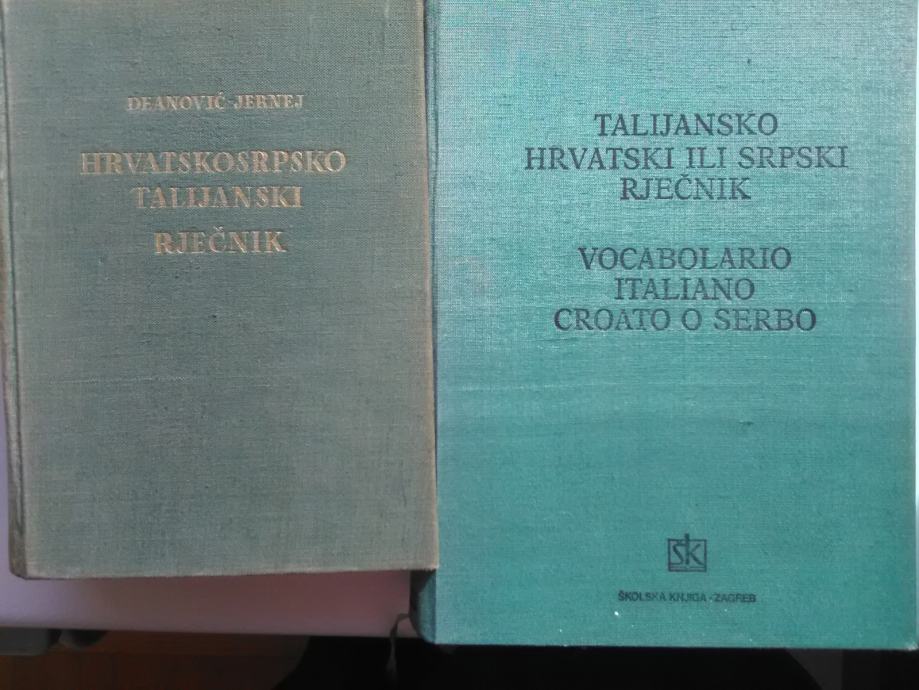 DEANOVIĆ-JERNEJ
HRVATSKOSRPSKO
TALIJANSKI
RJEČNIK
TALIJANSKO
HRVATSKI ILI SRPSKI
RJEČNIK
VOCABOLARIO
ITALIANO
CROATO O SERBO
ŠK
ŠKOLSKA KNJIGA-ZAGREB